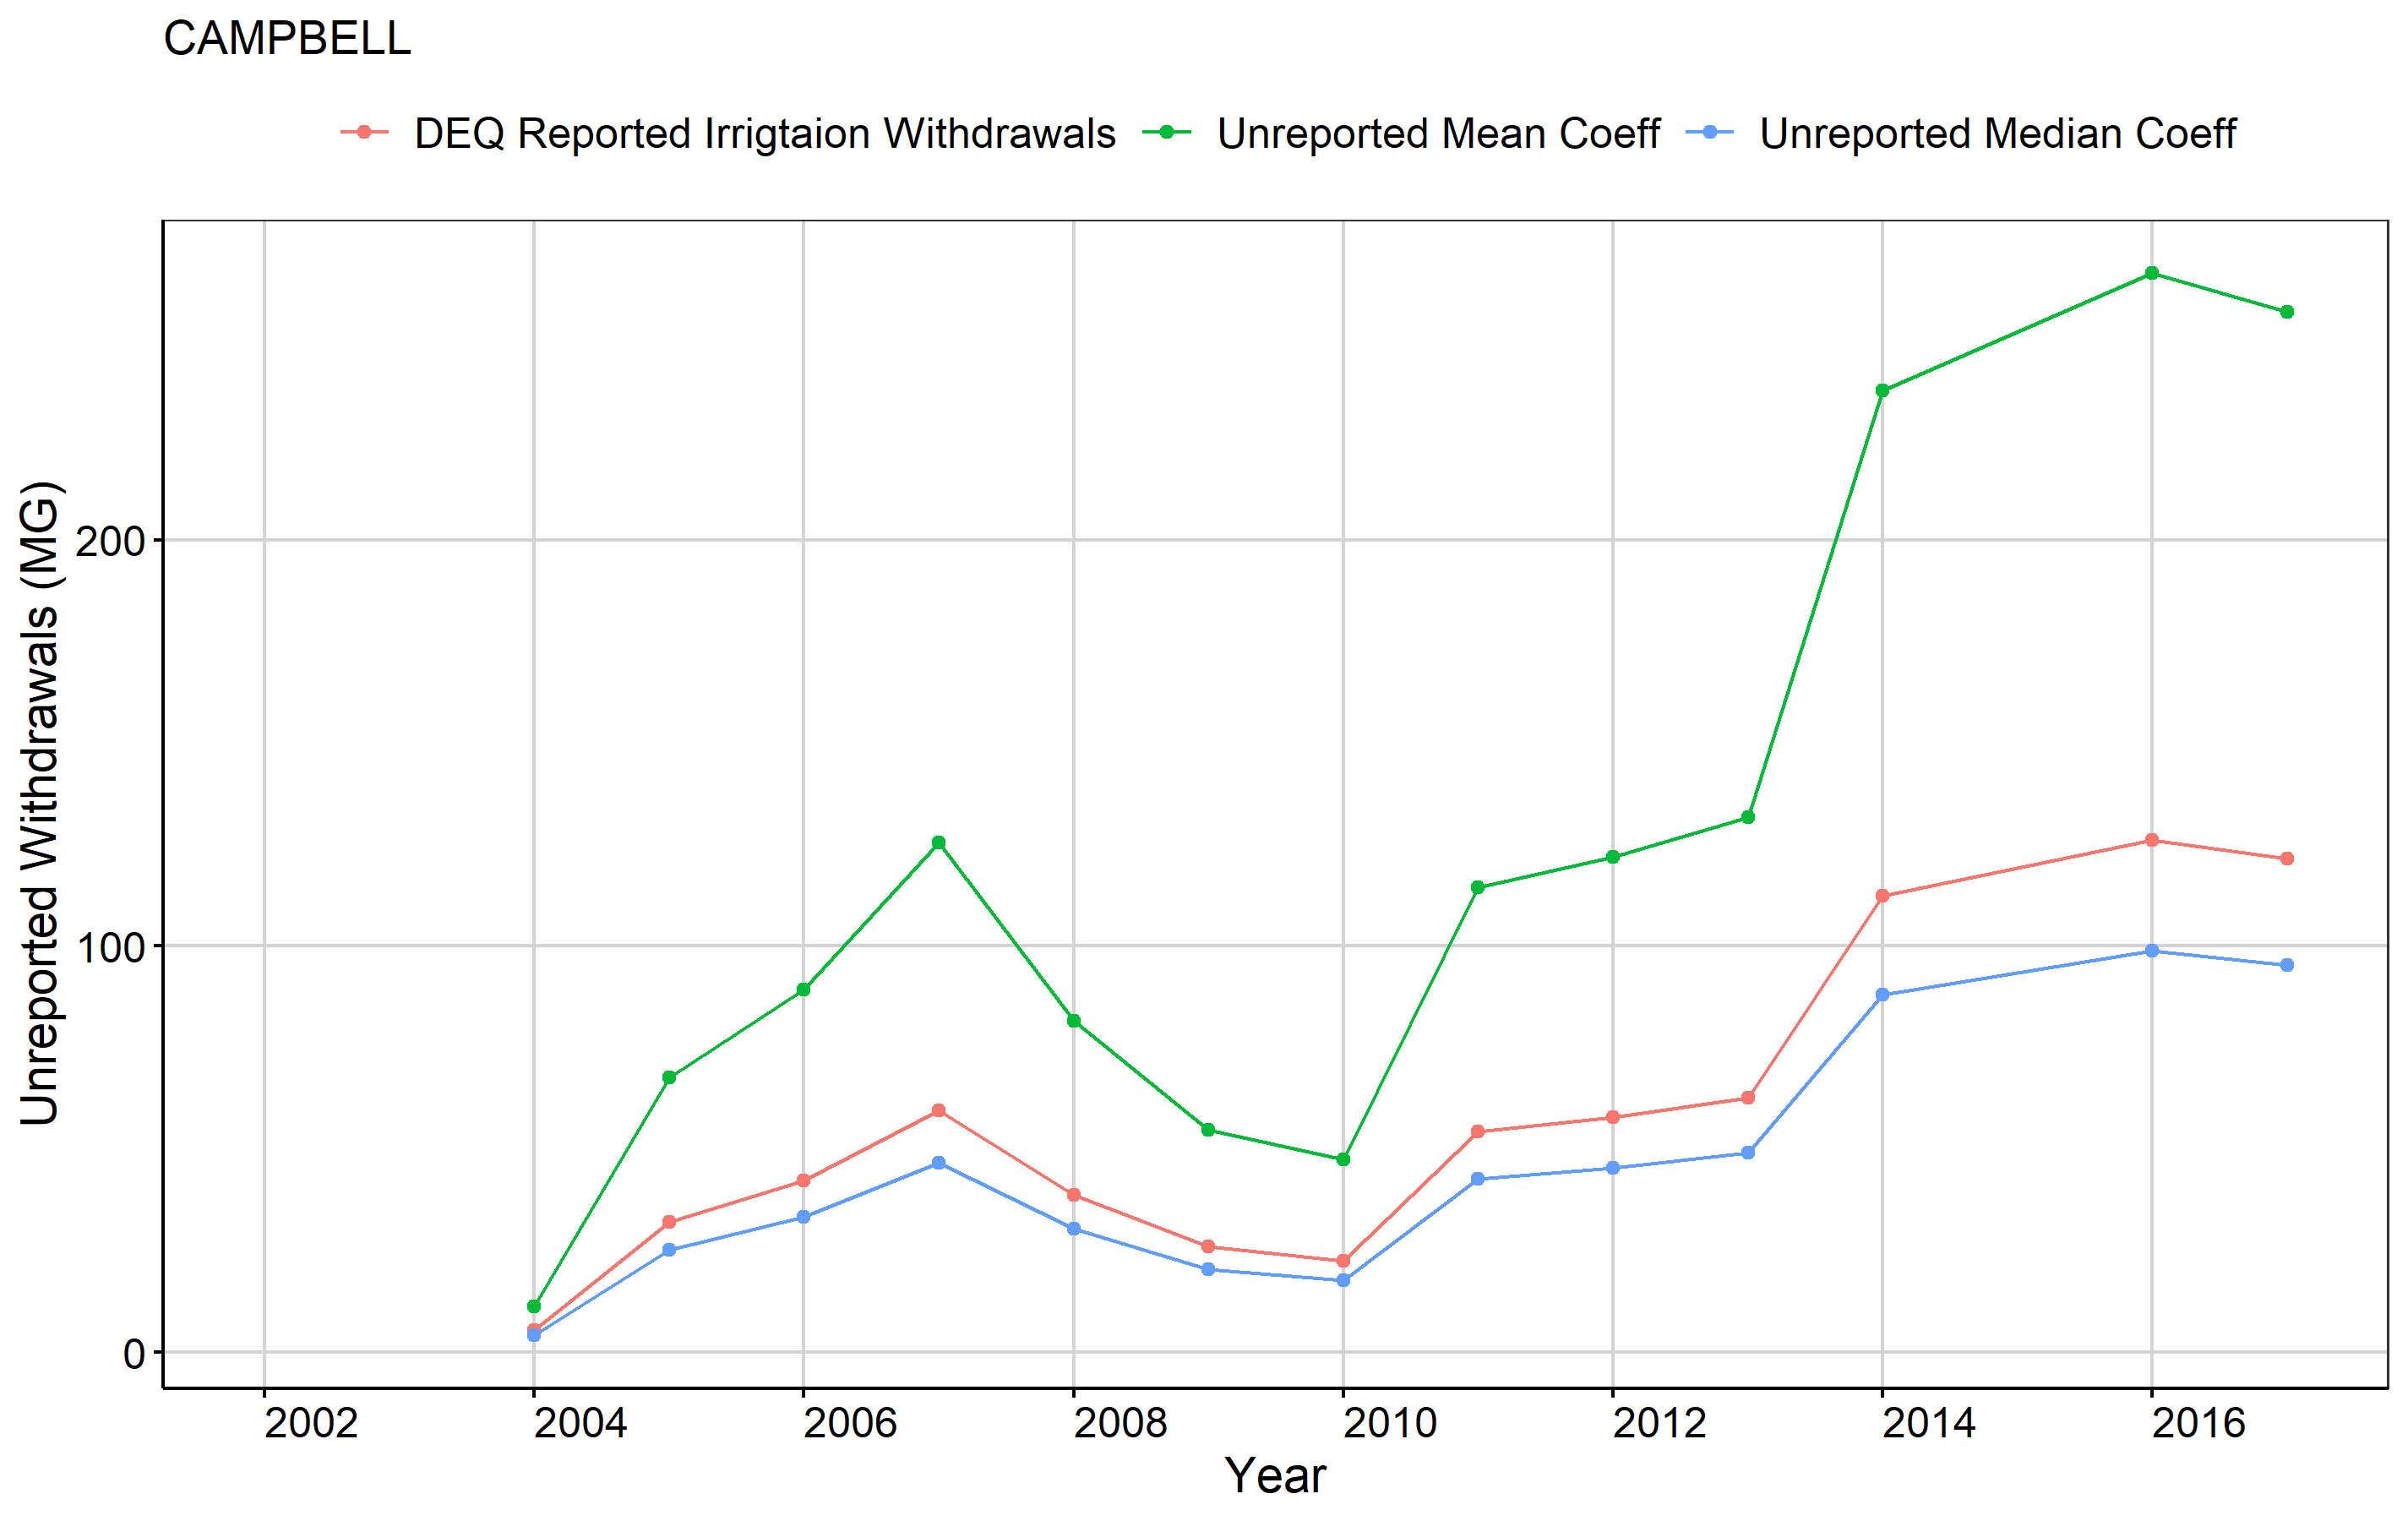 CAMPBELL
DEQ Reported Irrigtaion Withdrawals Unreported Mean Coeff Unreported Median Coeff
Unreported Withdrawals (MG)
200
100
0
2002 2004 2006 2008 2010 2012 2014 2016
Year